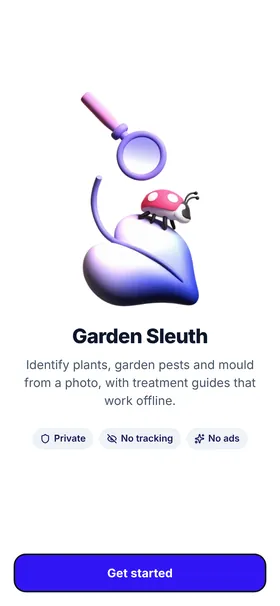 Garden Sleuth
Identify plants, garden pests and mould
from a photo, with treatment guides that
work offline.
Private
No tracking
No ads
Get started